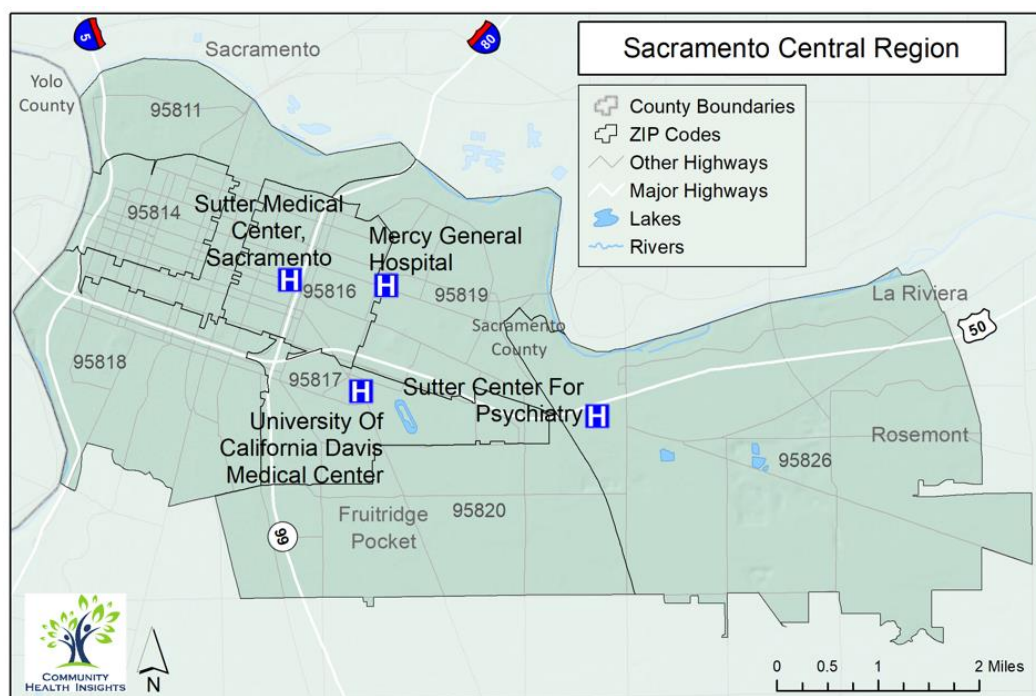 Sacramento Central Region
5
80
Sacramento
Yolo
County
95811
County Boundaries
ZIP Codes
Other Highways
Major Highways
Lakes
Rivers
95814
Sutter Medical
Center,
Sacramento
H
Mercy General
Hospital
H
95816
95819
La Riviera
50
Sacramento
County
95818
95817
H
Sutter Center For
Psychiatry
H
University Of
California Davis
Medical Center
Rosemont
95826
95820
Fruitridge
Pocket
99
COMMUNITY
HEALTH INSIGHTS
N
0 0.5 1 2 Miles